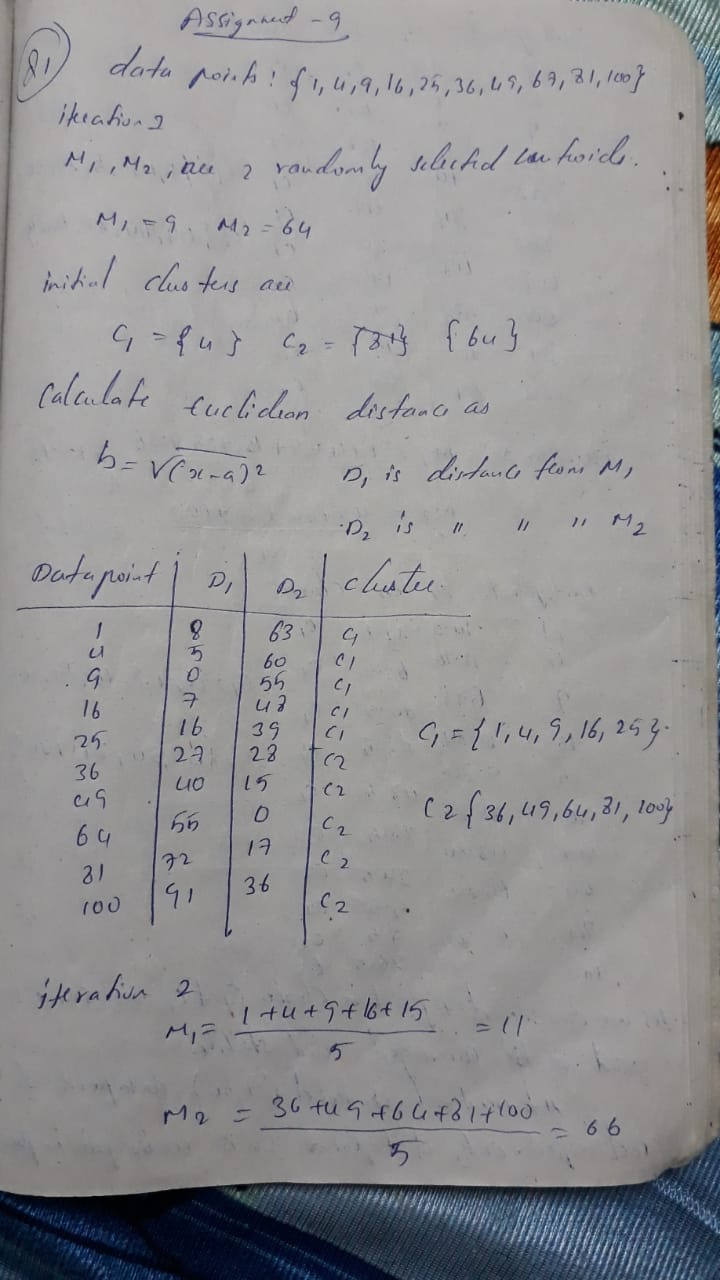 Assignment - 9
Q1 data points: {1,4,9,16,25,36,49,64,81,100}
iteration 1
M1, M2, are 2 randomly selected centroids.
M1 = 9. M2 = 64
initial clusters are
C1 = {4} C2 = {81} {64}
Calculate Euclidian distance as
b = √(x-a)2 D1 is distance from M1
D2 is " " " M2
Data point D1 D2 cluster
1 8 63 C1
4 5 60 C1
9 0 55 C1
16 7 48 C1
25 16 39 C1 C1 = {1,4,9,16,25}.
36 27 28 C2
49 40 15 C2 C2 {36,49,64,81,100}
64 55 0 C2
81 72 17 C2
100 91 36 C2
iteration 2
M1 = 1+4+9+16+15 = 11
5
M2 = 36+49+64+81+100 = 66
5